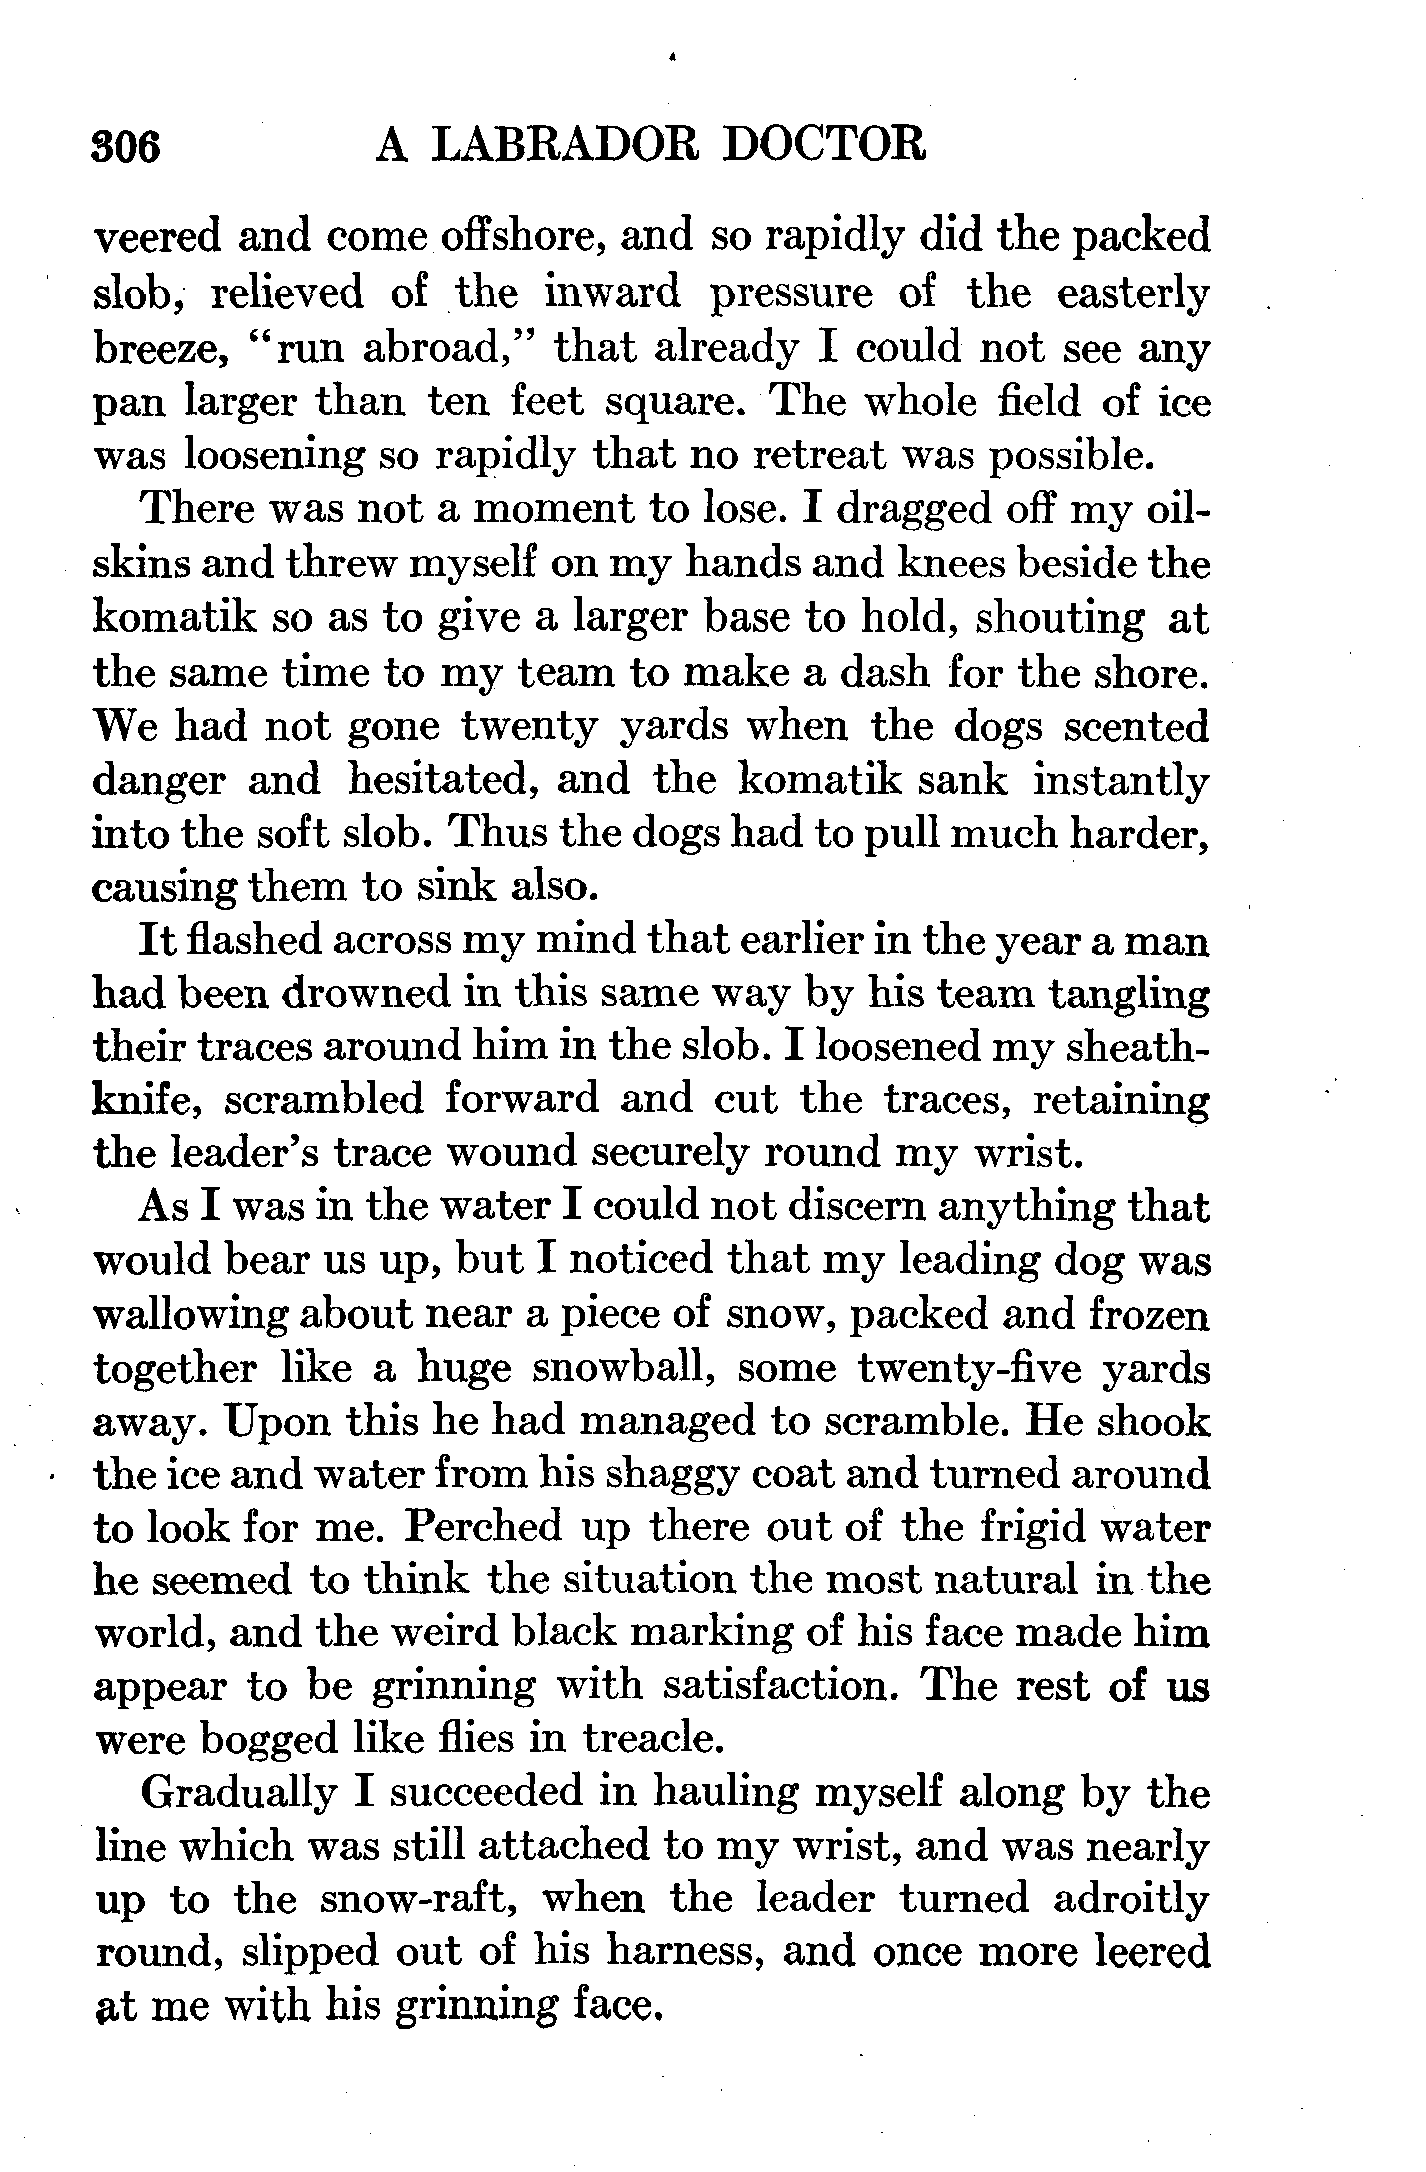 306 A LABRADOR DOCTOR
veered and come offshore, and so rapidly did the packed
slob, relieved of the inward pressure of the easterly
breeze, "run abroad," that already I could not see any
pan larger than ten feet square. The whole field of ice
was loosening so rapidly that no retreat was possible.
There was not a moment to lose. I dragged off my oil-
skins and threw myself on my hands and knees beside the
komatik so as to give a larger base to hold, shouting at
the same time to my team to make a dash for the shore.
We had not gone twenty yards when the dogs scented
danger and hesitated, and the komatik sank instantly
into the soft slob. Thus the dogs had to pull much harder,
causing them to sink also.
It flashed across my mind that earlier in the year a man
had been drowned in this same way by his team tangling
their traces around him in the slob. I loosened my sheath-
knife, scrambled forward and cut the traces, retaining
the leader's trace wound securely round my wrist.
As I was in the water I could not discern anything that
would bear us up, but I noticed that my leading dog was
wallowing about near a piece of snow, packed and frozen
together like a huge snowball, some twenty-five yards
away. Upon this he had managed to scramble. He shook
the ice and water from his shaggy coat and turned around
to look for me. Perched up there out of the frigid water
he seemed to think the situation the most natural in the
world, and the weird black marking of his face made him
appear to be grinning with satisfaction. The rest of us
were bogged like flies in treacle.
Gradually I succeeded in hauling myself along by the
line which was still attached to my wrist, and was nearly
up to the snow-raft, when the leader turned adroitly
round, slipped out of his harness, and once more leered
at me with his grinning face.